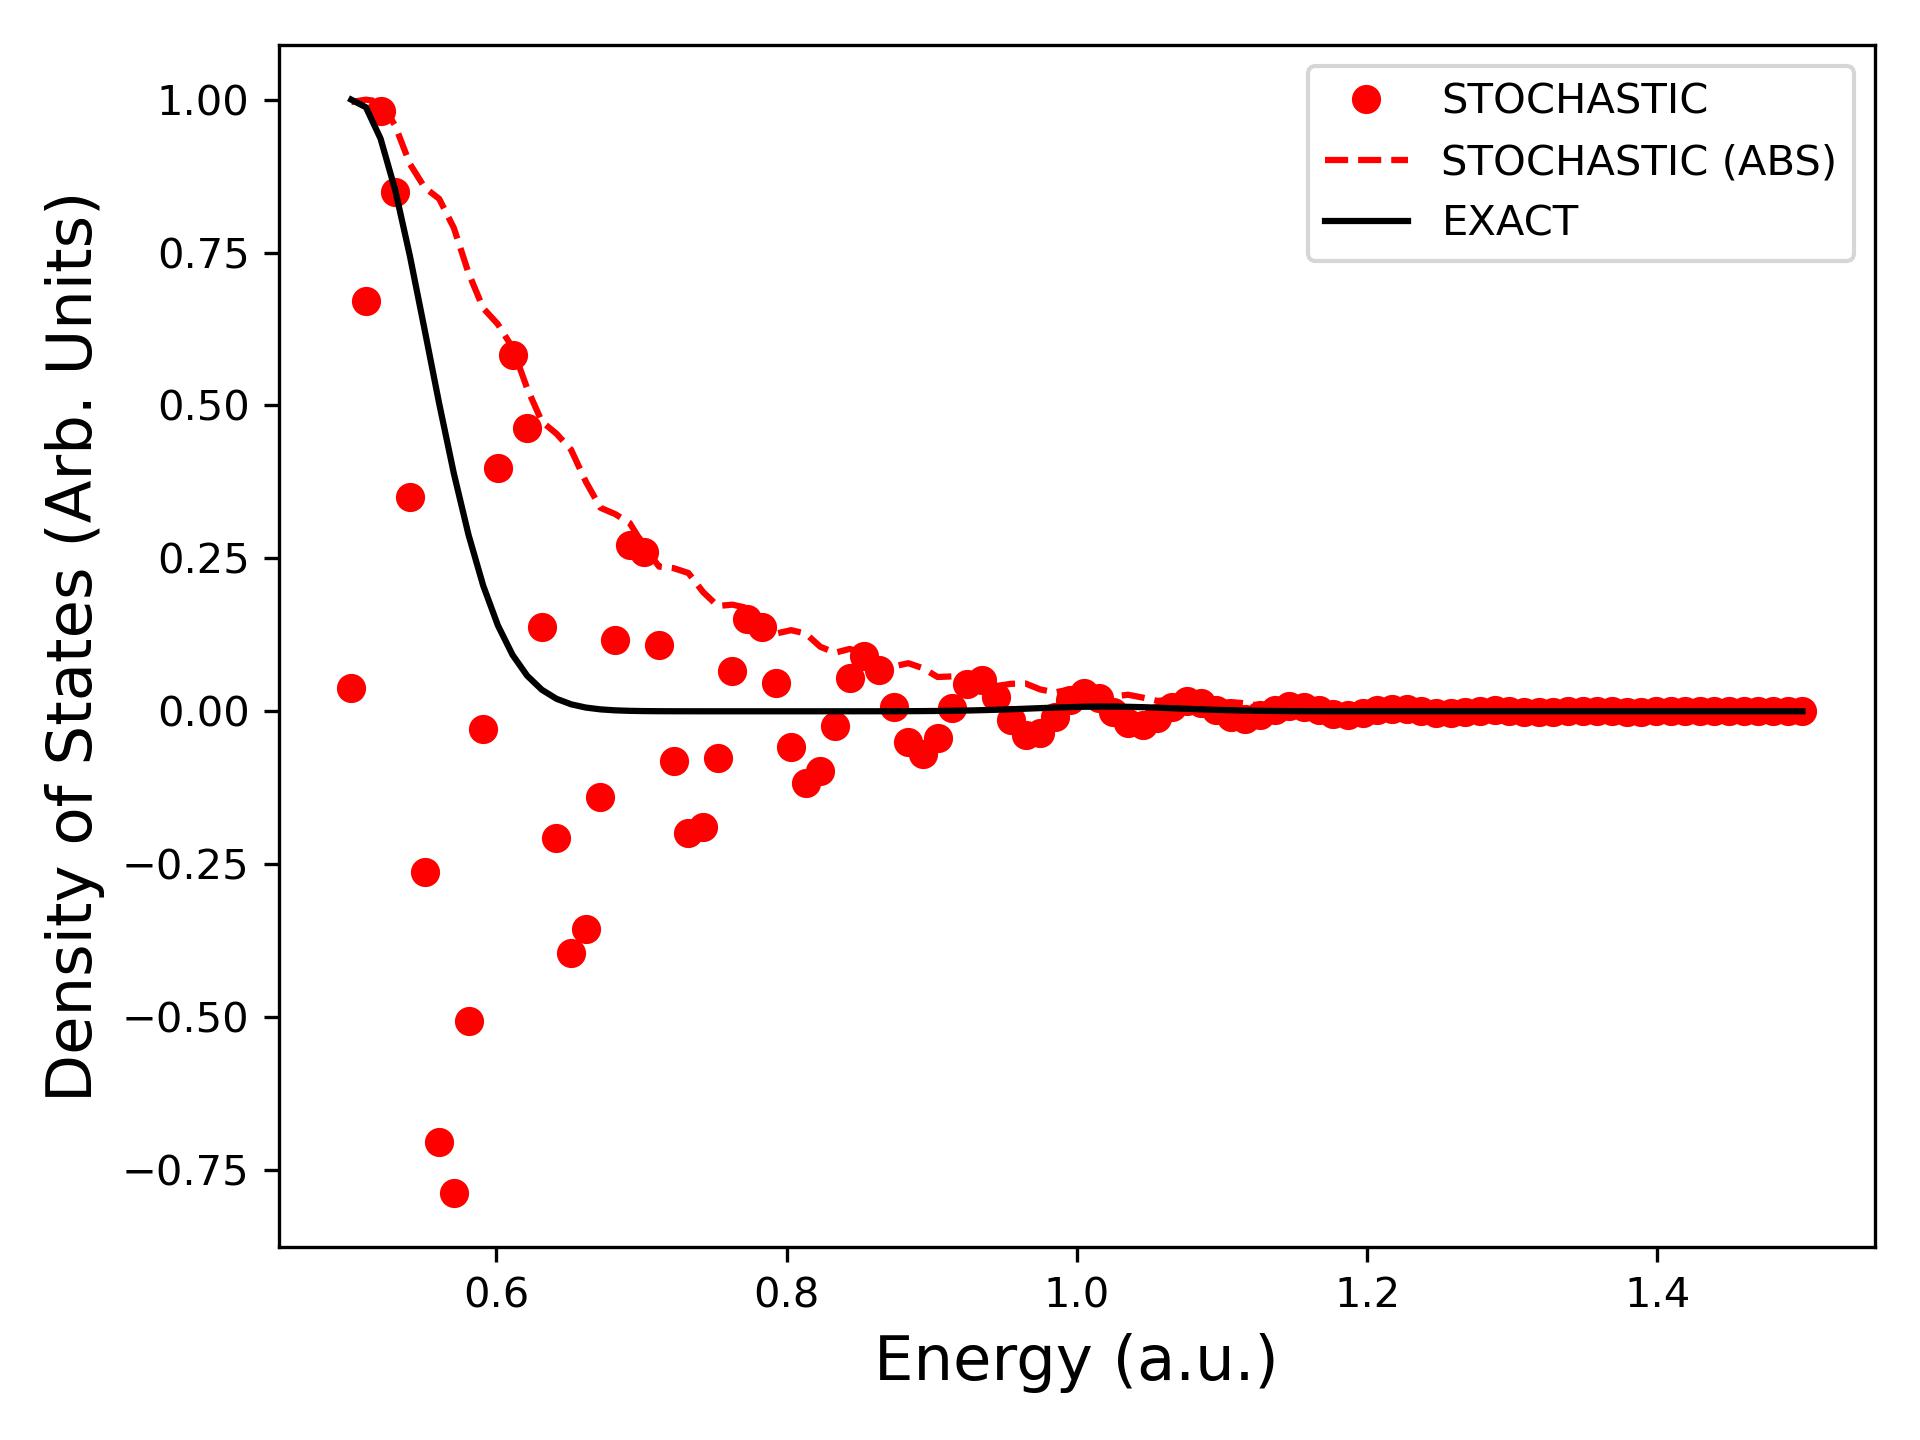 STOCHASTIC
STOCHASTIC (ABS)
EXACT
Density of States (Arb. Units)
1.00
0.75
0.50
0.25
0.00
−0.25
−0.50
−0.75
0.6 0.8 1.0 1.2 1.4
Energy (a.u.)